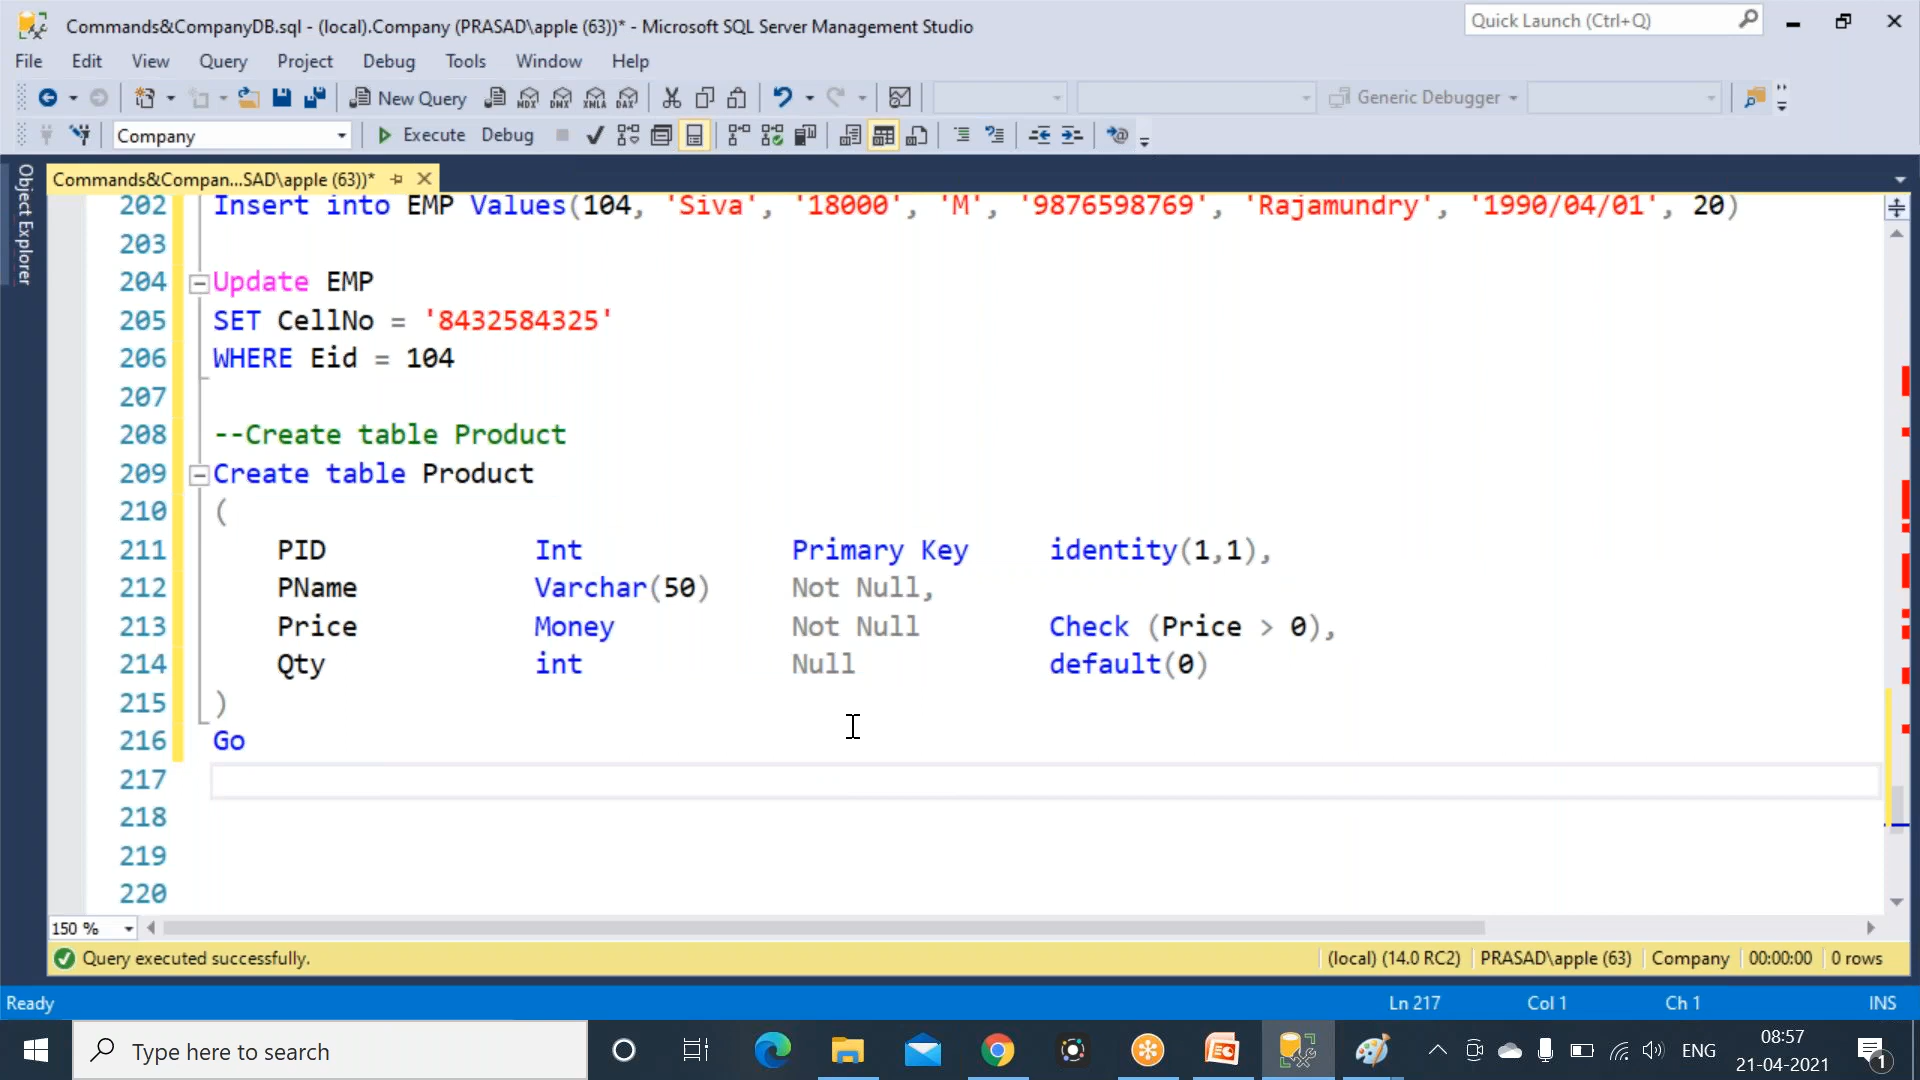 Commands&CompanyDB.sql - (local).Company (PRASAD\apple (63))* - Microsoft SQL Server Management Studio
Quick Launch (Ctrl+Q)
File Edit View Query Project Debug Tools Window Help
New Query MDX DMX XMLA DAX Generic Debugger
Company Execute Debug
Object Explorer
Commands&Compan...SAD\apple (63))*
202 Insert into EMP Values(104, 'Siva', '18000', 'M', '9876598769', 'Rajamundry', '1990/04/01', 20)
203
204 Update EMP
205 SET CellNo = '8432584325'
206 WHERE Eid = 104
207
208 --Create table Product
209 Create table Product
210 (
211 PID Int Primary Key identity(1,1),
212 PName Varchar(50) Not Null,
213 Price Money Not Null Check (Price > 0),
214 Qty int Null default(0)
215 )
216 Go
217
218
219
220
150 %
Query executed successfully. (local) (14.0 RC2) PRASAD\apple (63) Company 00:00:00 0 rows
Ready Ln 217 Col 1 Ch 1 INS
Type here to search
ENG
08:57
21-04-2021
1